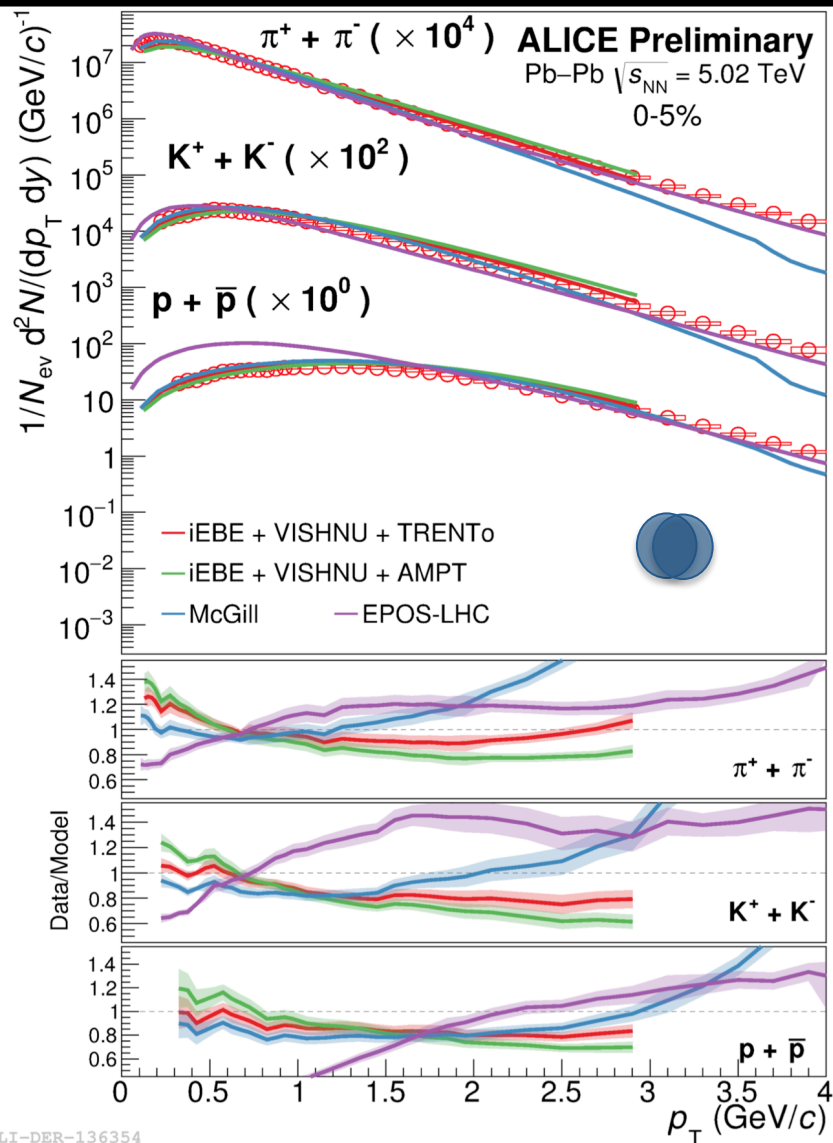 π⁺ + π⁻ ( × 10⁴ )
ALICE Preliminary
Pb–Pb √s_NN = 5.02 TeV
0-5%
K⁺ + K⁻ ( × 10² )
p + p̅ ( × 10⁰ )
1/N_ev d²N/(dp_T dy) (GeV/c)⁻¹
10⁷
10⁶
10⁵
10⁴
10³
10²
10
1
10⁻¹
10⁻²
10⁻³
iEBE + VISHNU + TRENTo
iEBE + VISHNU + AMPT
McGill EPOS-LHC
Data/Model
1.4
1.2
1
0.8
0.6
π⁺ + π⁻
1.4
1.2
1
0.8
0.6
K⁺ + K⁻
1.4
1.2
1
0.8
0.6
p + p̅
0 0.5 1 1.5 2 2.5 3 3.5 4
p_T (GeV/c)
LI-DER-136354